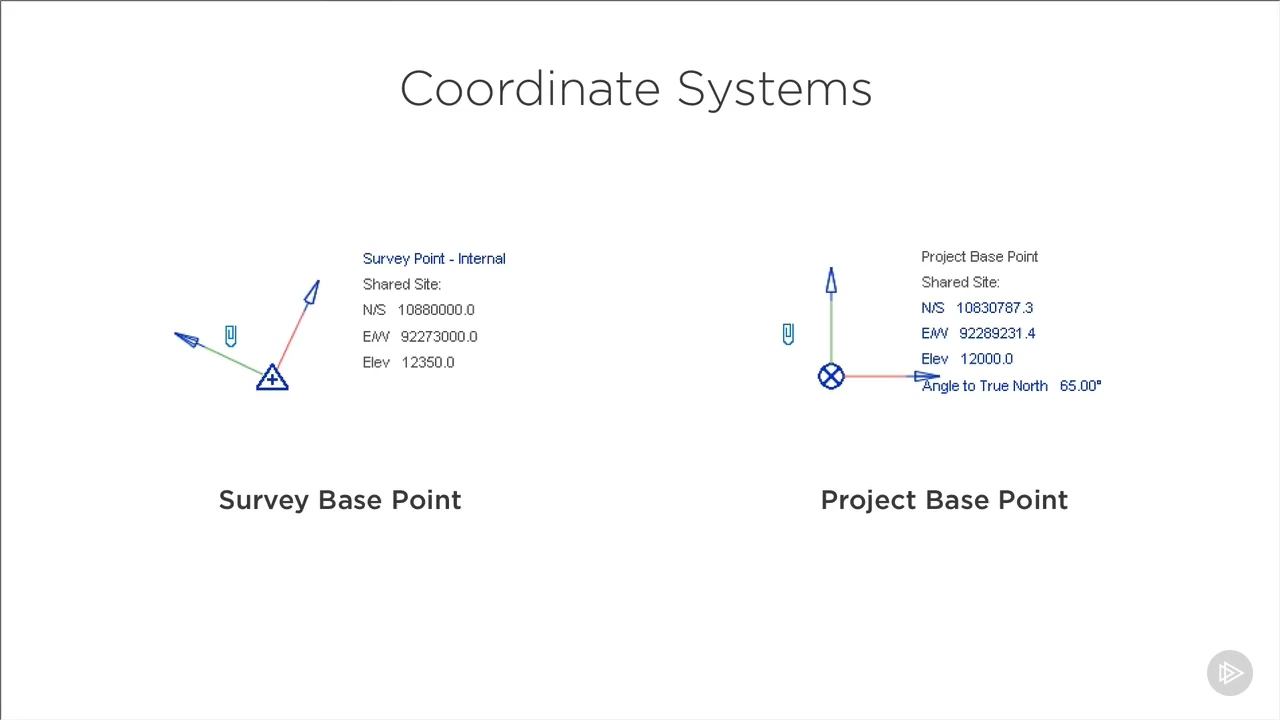 Coordinate Systems
Survey Point - Internal
Shared Site:
N/S 10880000.0
E/W 92273000.0
Elev 12350.0
Survey Base Point
Project Base Point
Shared Site:
N/S 10830787.3
E/W 92289231.4
Elev 12000.0
Angle to True North 65.00°
Project Base Point